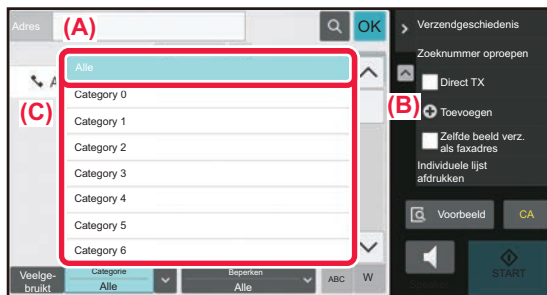 Adres
(A)
OK
Alle
A
(C)
Category 0
Category 1
Category 2
Category 3
Category 4
Category 5
Category 6
Veelge-
bruikt
Categorie
Alle
Beperken
Alle
ABC
W
Verzendgeschiedenis
Zoeknummer oproepen
Direct TX
(B)
Toevoegen
Zelfde beeld verz.
als faxadres
Individuele lijst
afdrukken
Voorbeeld
CA
START